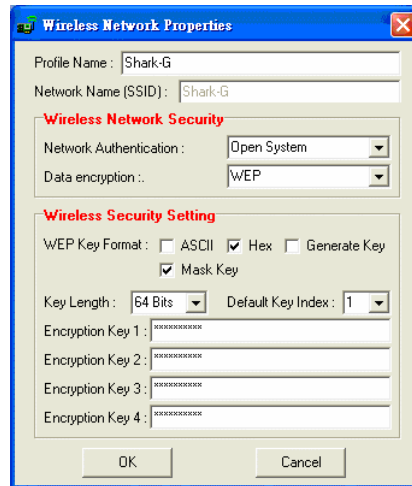 Wireless Network Properties
Profile Name : Shark-G
Network Name (SSID) : Shark-G
Wireless Network Security
Network Authentication : Open System
Data encryption :. WEP
Wireless Security Setting
WEP Key Format : ASCII Hex Generate Key
Mask Key
Key Length : 64 Bits Default Key Index : 1
Encryption Key 1 : **********
Encryption Key 2 : **********
Encryption Key 3 : **********
Encryption Key 4 : **********
OK Cancel